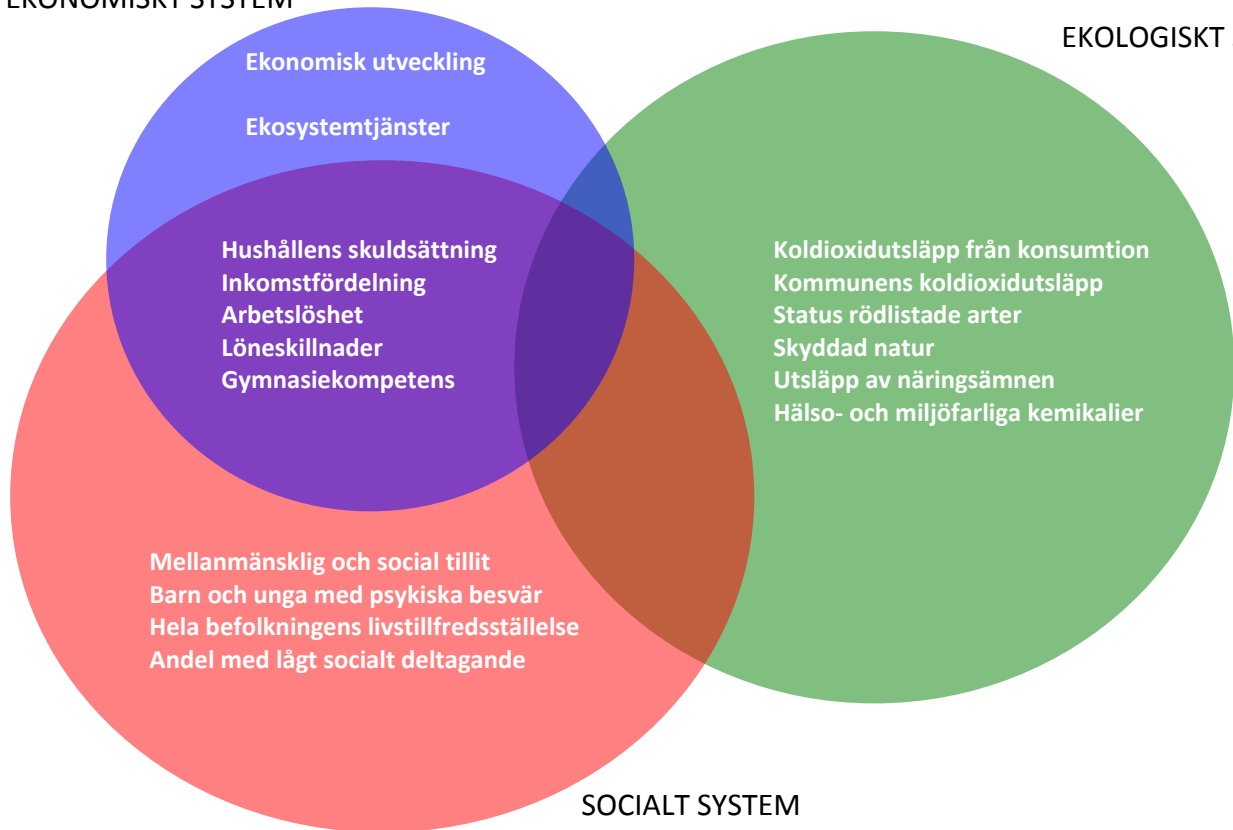 EKONOMISKT SYSTEM
EKOLOGISKT
Ekonomisk utveckling
Ekosystemtjänster
Hushållens skuldsättning
Inkomstfördelning
Arbetslöshet
Löneskillnader
Gymnasiekompetens
Koldioxidutsläpp från konsumtion
Kommunens koldioxidutsläpp
Status rödlistade arter
Skyddad natur
Utsläpp av näringsämnen
Hälso- och miljöfarliga kemikalier
Mellanmänsklig och social tillit
Barn och unga med psykiska besvär
Hela befolkningens livstillfredsställelse
Andel med lågt socialt deltagande
SOCIALT SYSTEM